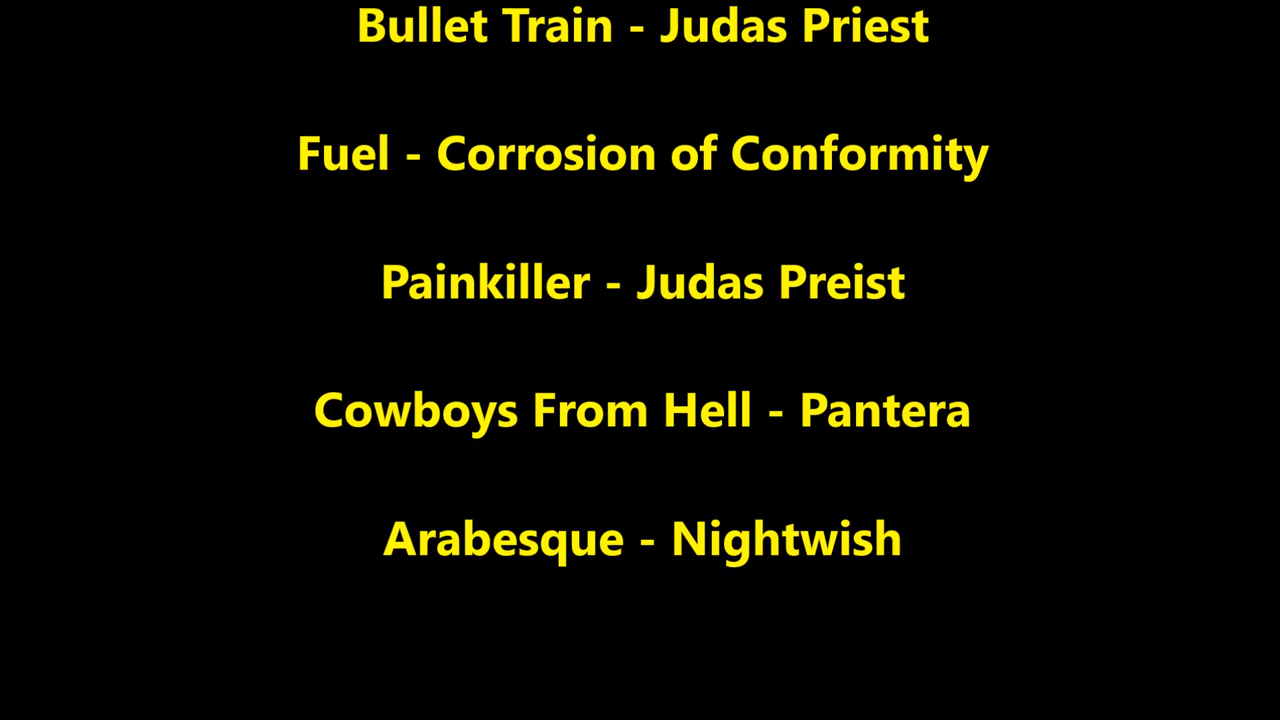 Bullet Train - Judas Priest
Fuel - Corrosion of Conformity
Painkiller - Judas Preist
Cowboys From Hell - Pantera
Arabesque - Nightwish